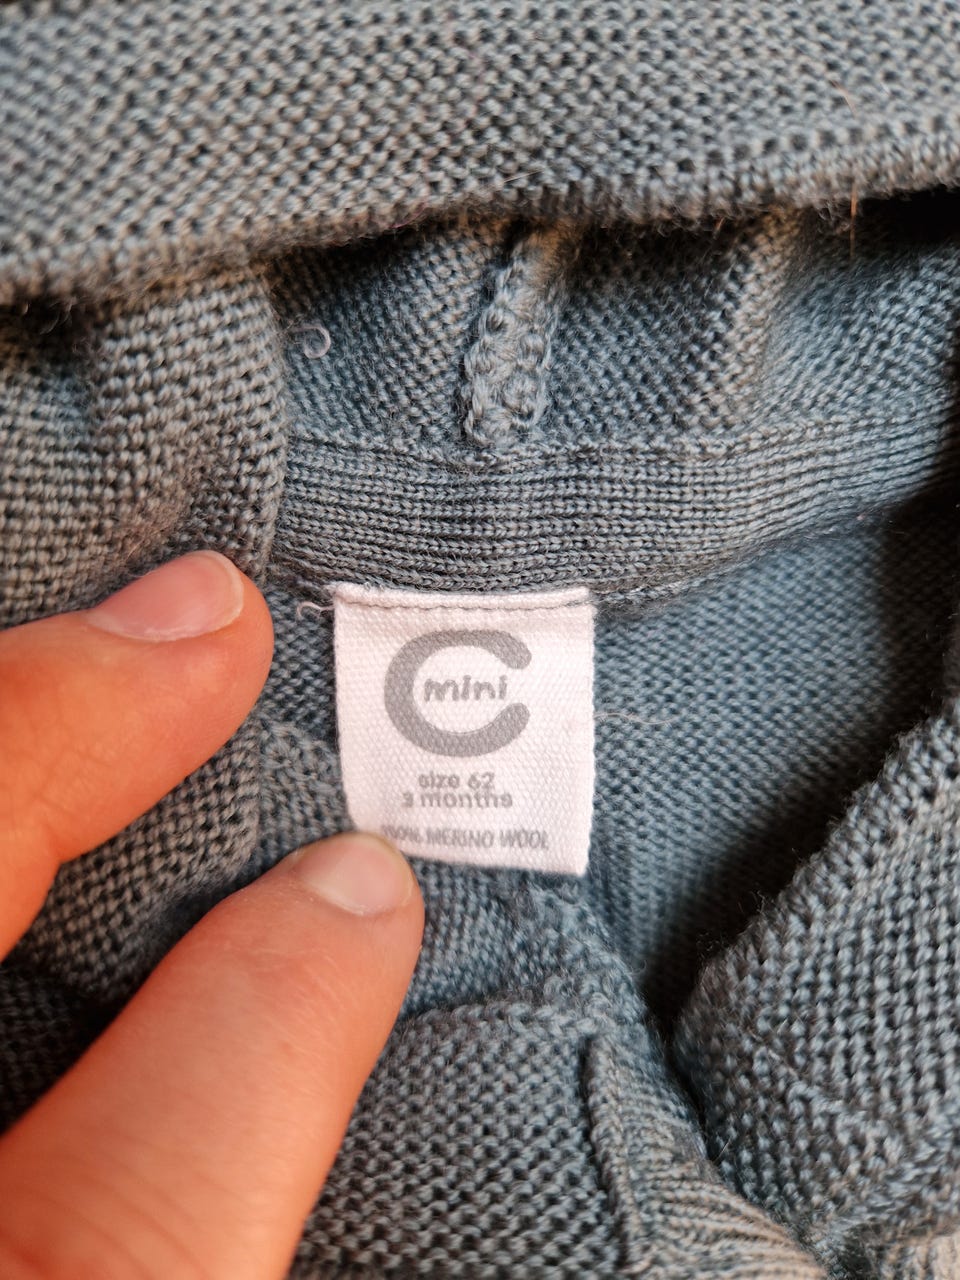 C
mini
size 62
3 months
100% MERINO WOOL